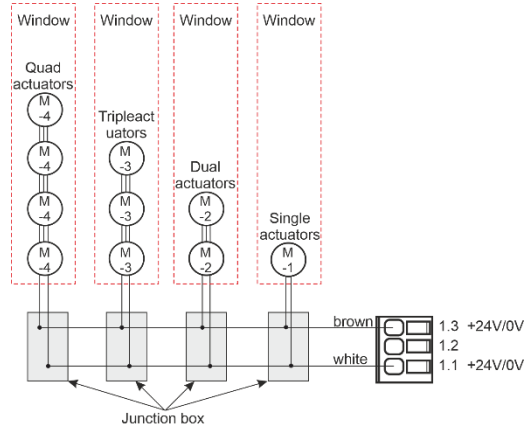 Window Window Window Window
Quad
actuators
M
-4
M
-4
M
-4
M
-4
Tripleact
uators
M
-3
M
-3
M
-3
Dual
actuators
M
-2
M
-2
Single
actuators
M
-1
brown 1.3 +24V/0V
1.2
white 1.1 +24V/0V
Junction box